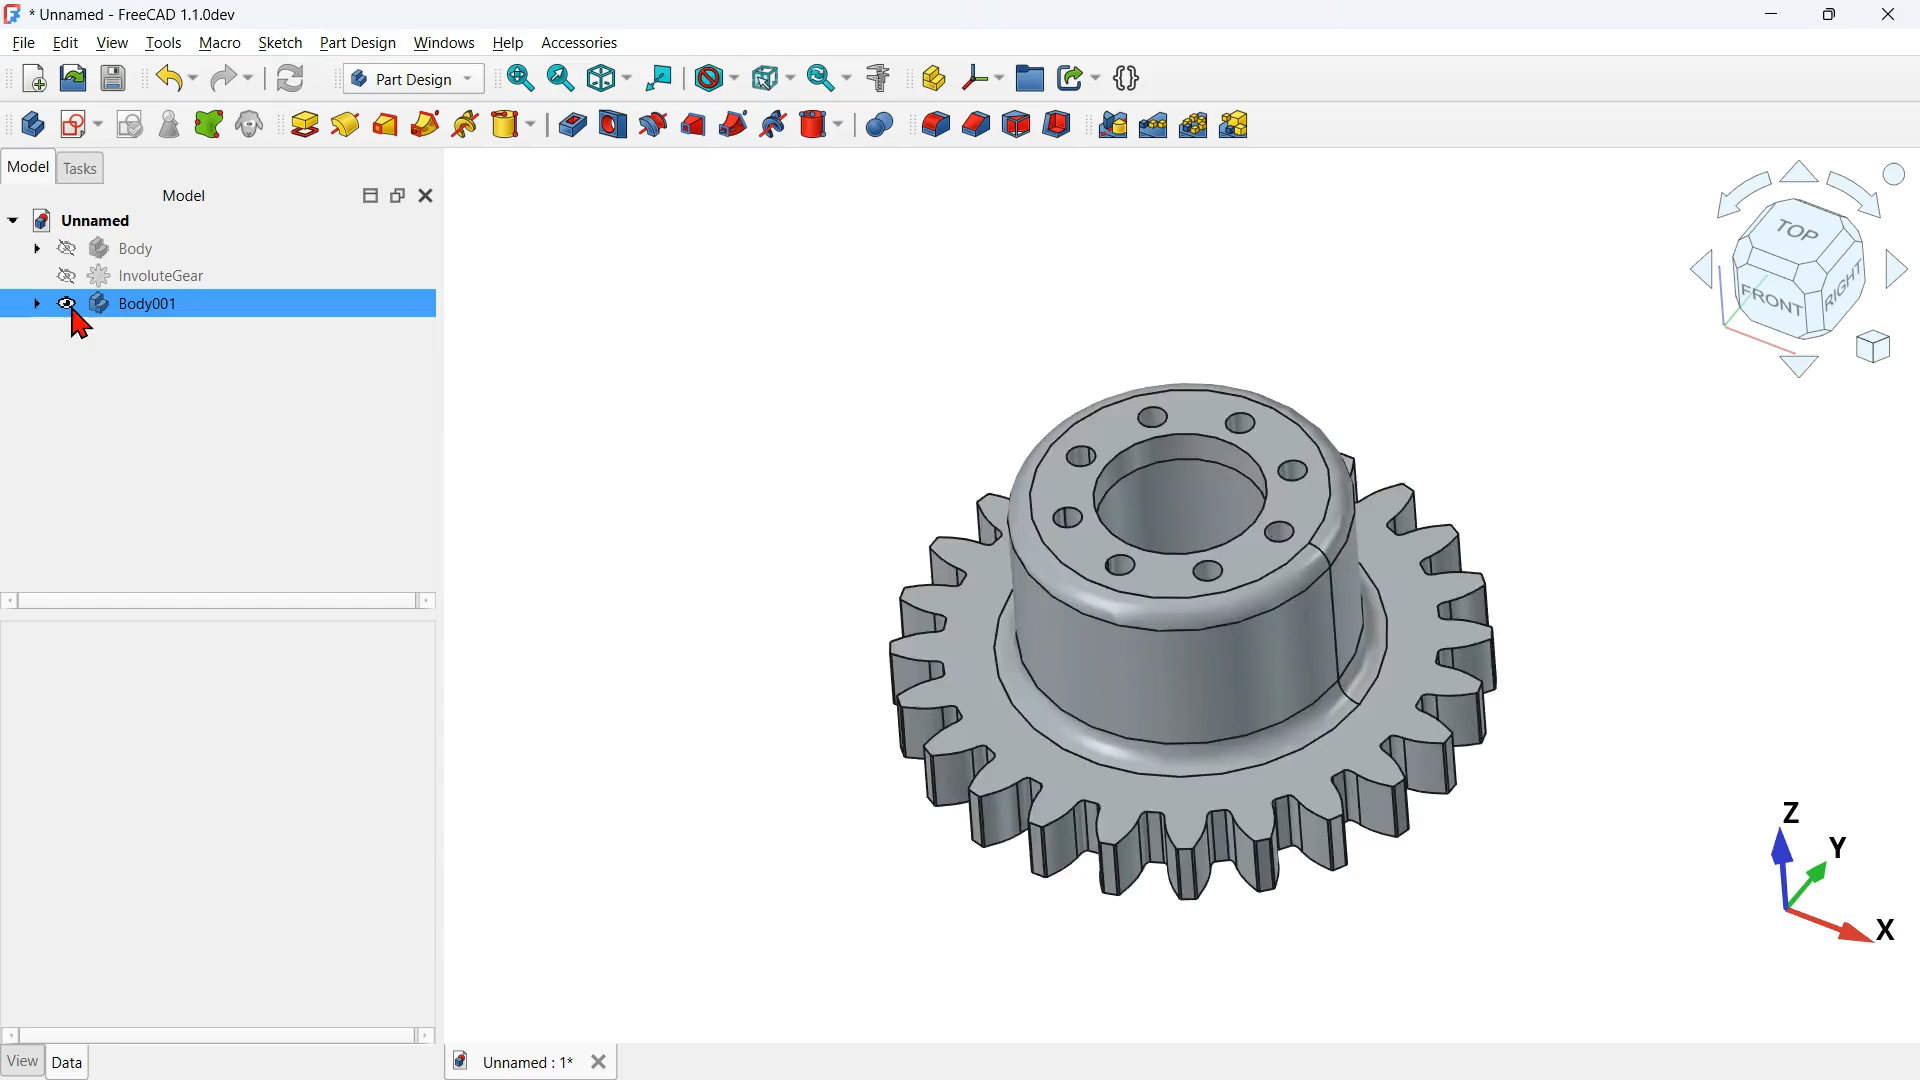 * Unnamed - FreeCAD 1.1.0dev
File Edit View Tools Macro Sketch Part Design Windows Help Accessories
Part Design
Model Tasks
Model
Unnamed
Body
InvoluteGear
Body001
TOP
FRONT
RIGHT
Z
Y
X
View Data
Unnamed : 1*